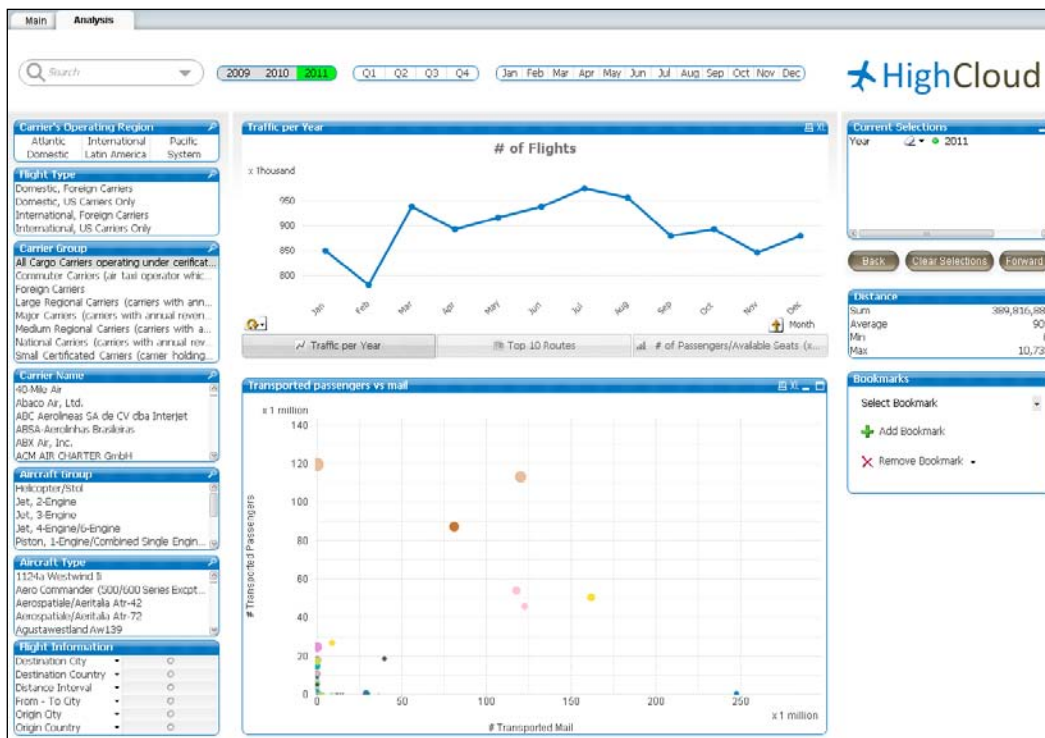 Main Analysis
Search
2009 2010 2011
Q1 Q2 Q3 Q4
Jan Feb Mar Apr May Jun Jul Aug Sep Oct Nov Dec
HighCloud
Carrier's Operating Region
Atlantic International Pacific
Domestic Latin America System
Flight Type
Domestic, Foreign Carriers
Domestic, US Carriers Only
International, Foreign Carriers
International, US Carriers Only
Carrier Group
All Cargo Carriers operating under cerificat...
Commuter Carriers (air taxi operator whic...
Foreign Carriers
Large Regional Carriers (carriers with ann...
Major Carriers (carriers with annual reven...
Medium Regional Carriers (carriers with a...
National Carriers (carriers with annual rev...
Small Certificated Carriers (carrier holding...
Carrier Name
40-Mile Air
Abaco Air, Ltd.
ABC Aerolineas SA de CV dba Interjet
ABSA-Aerolinhas Brasileiras
ABX Air, Inc.
ACM AIR CHARTER GmbH
Aircraft Group
Helicopter/Stol
Jet, 2-Engine
Jet, 3-Engine
Jet, 4-Engine/6-Engine
Piston, 1-Engine/Combined Single Engin...
Aircraft Type
1124a Westwind Ii
Aero Commander (500/600 Series Except...
Aerospatiale/Aeritalia Atr-42
Aerospatiale/Aeritalia Atr-72
Agustawestland Aw139
Flight Information
Destination City
Destination Country
Distance Interval
From - To City
Origin City
Origin Country
Traffic per Year XL
# of Flights
x Thousand
950
900
850
800
Jan Feb Mar Apr May Jun Jul Aug Sep Oct Nov Dec
Month
Traffic per Year
Top 10 Routes
# of Passengers/Available Seats (x...
Transported passengers vs mail XL
x 1 million
140
120
100
80
60
40
20
0
# Transported Passengers
0 50 100 150 200 250
x 1 million
# Transported Mail
Current Selections
Year 2011
Back Clear Selections Forward
Distance
Sum 389,816,88
Average 90
Min
Max 10,73
Bookmarks
Select Bookmark
Add Bookmark
Remove Bookmark